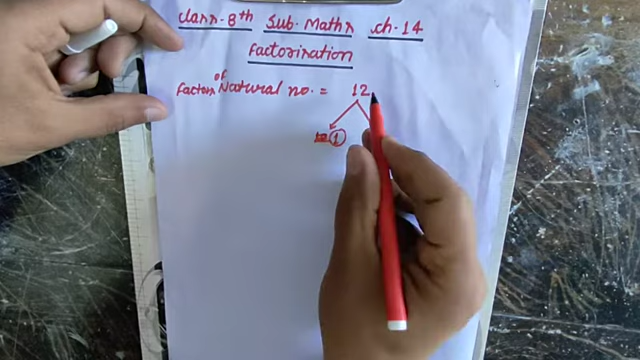 Class-8th Sub-Maths Ch-14
Factorization
Factors of Natural no. = 12
1